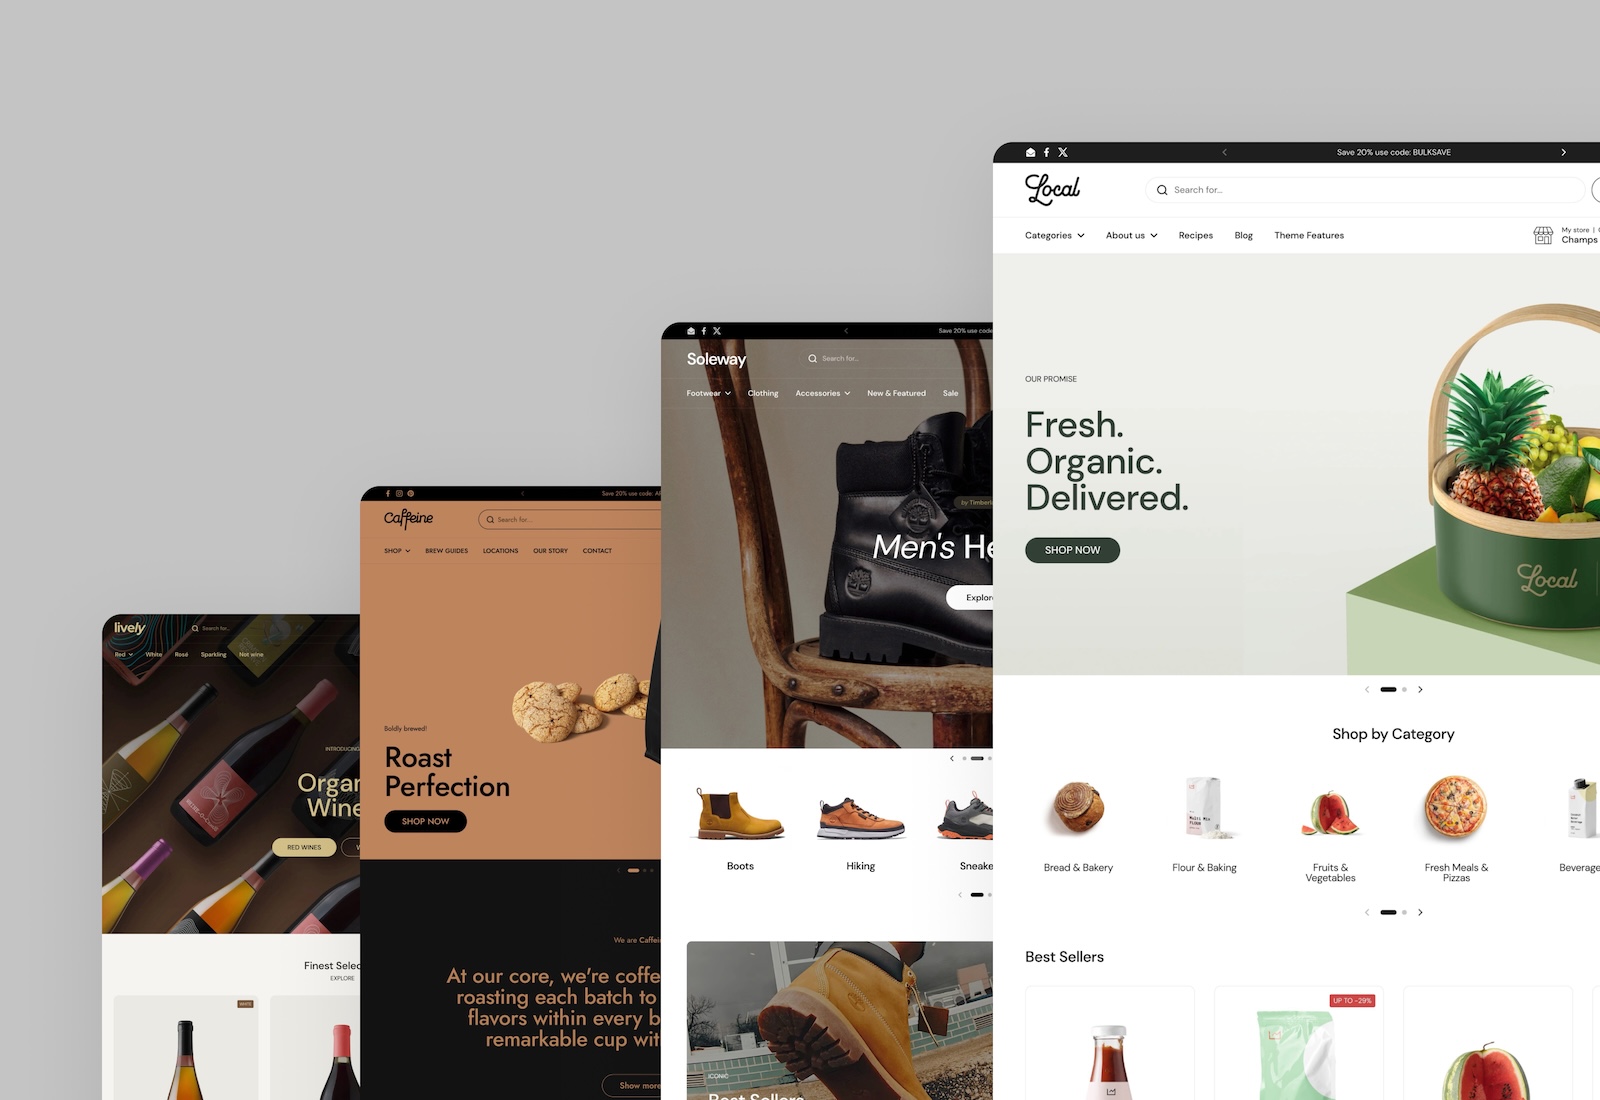 Save 20% use code: BULKSAVE
Local
Search for...
Categories
About us
Recipes
Blog
Theme Features
My store |
Champs
OUR PROMISE
Fresh.
Organic.
Delivered.
SHOP NOW
Local
Shop by Category
Bread & Bakery
Flour & Baking
Fruits &
Vegetables
Fresh Meals &
Pizzas
Beverage
Best Sellers
UP TO -29%
Save 20% use code
Soleway
Search for...
Footwear
Clothing
Accessories
New & Featured
Sale
by Timberl
Men's He
Explor
Boots
Hiking
Sneake
ICONIC
Best Sellers
Save 20% use code:
Caffeine
Search for...
SHOP
BREW GUIDES
LOCATIONS
OUR STORY
CONTACT
Boldly brewed!
Roast
Perfection
SHOP NOW
We are Caffei
At our core, we're coffe
roasting each batch to
flavors within every b
remarkable cup wit
Show more
lively
Search for...
Red
White
Rosé
Sparkling
Not wine
INTRODUCING
Organ
Wine
RED WINES
Finest Selec
EXPLORE
WHITE